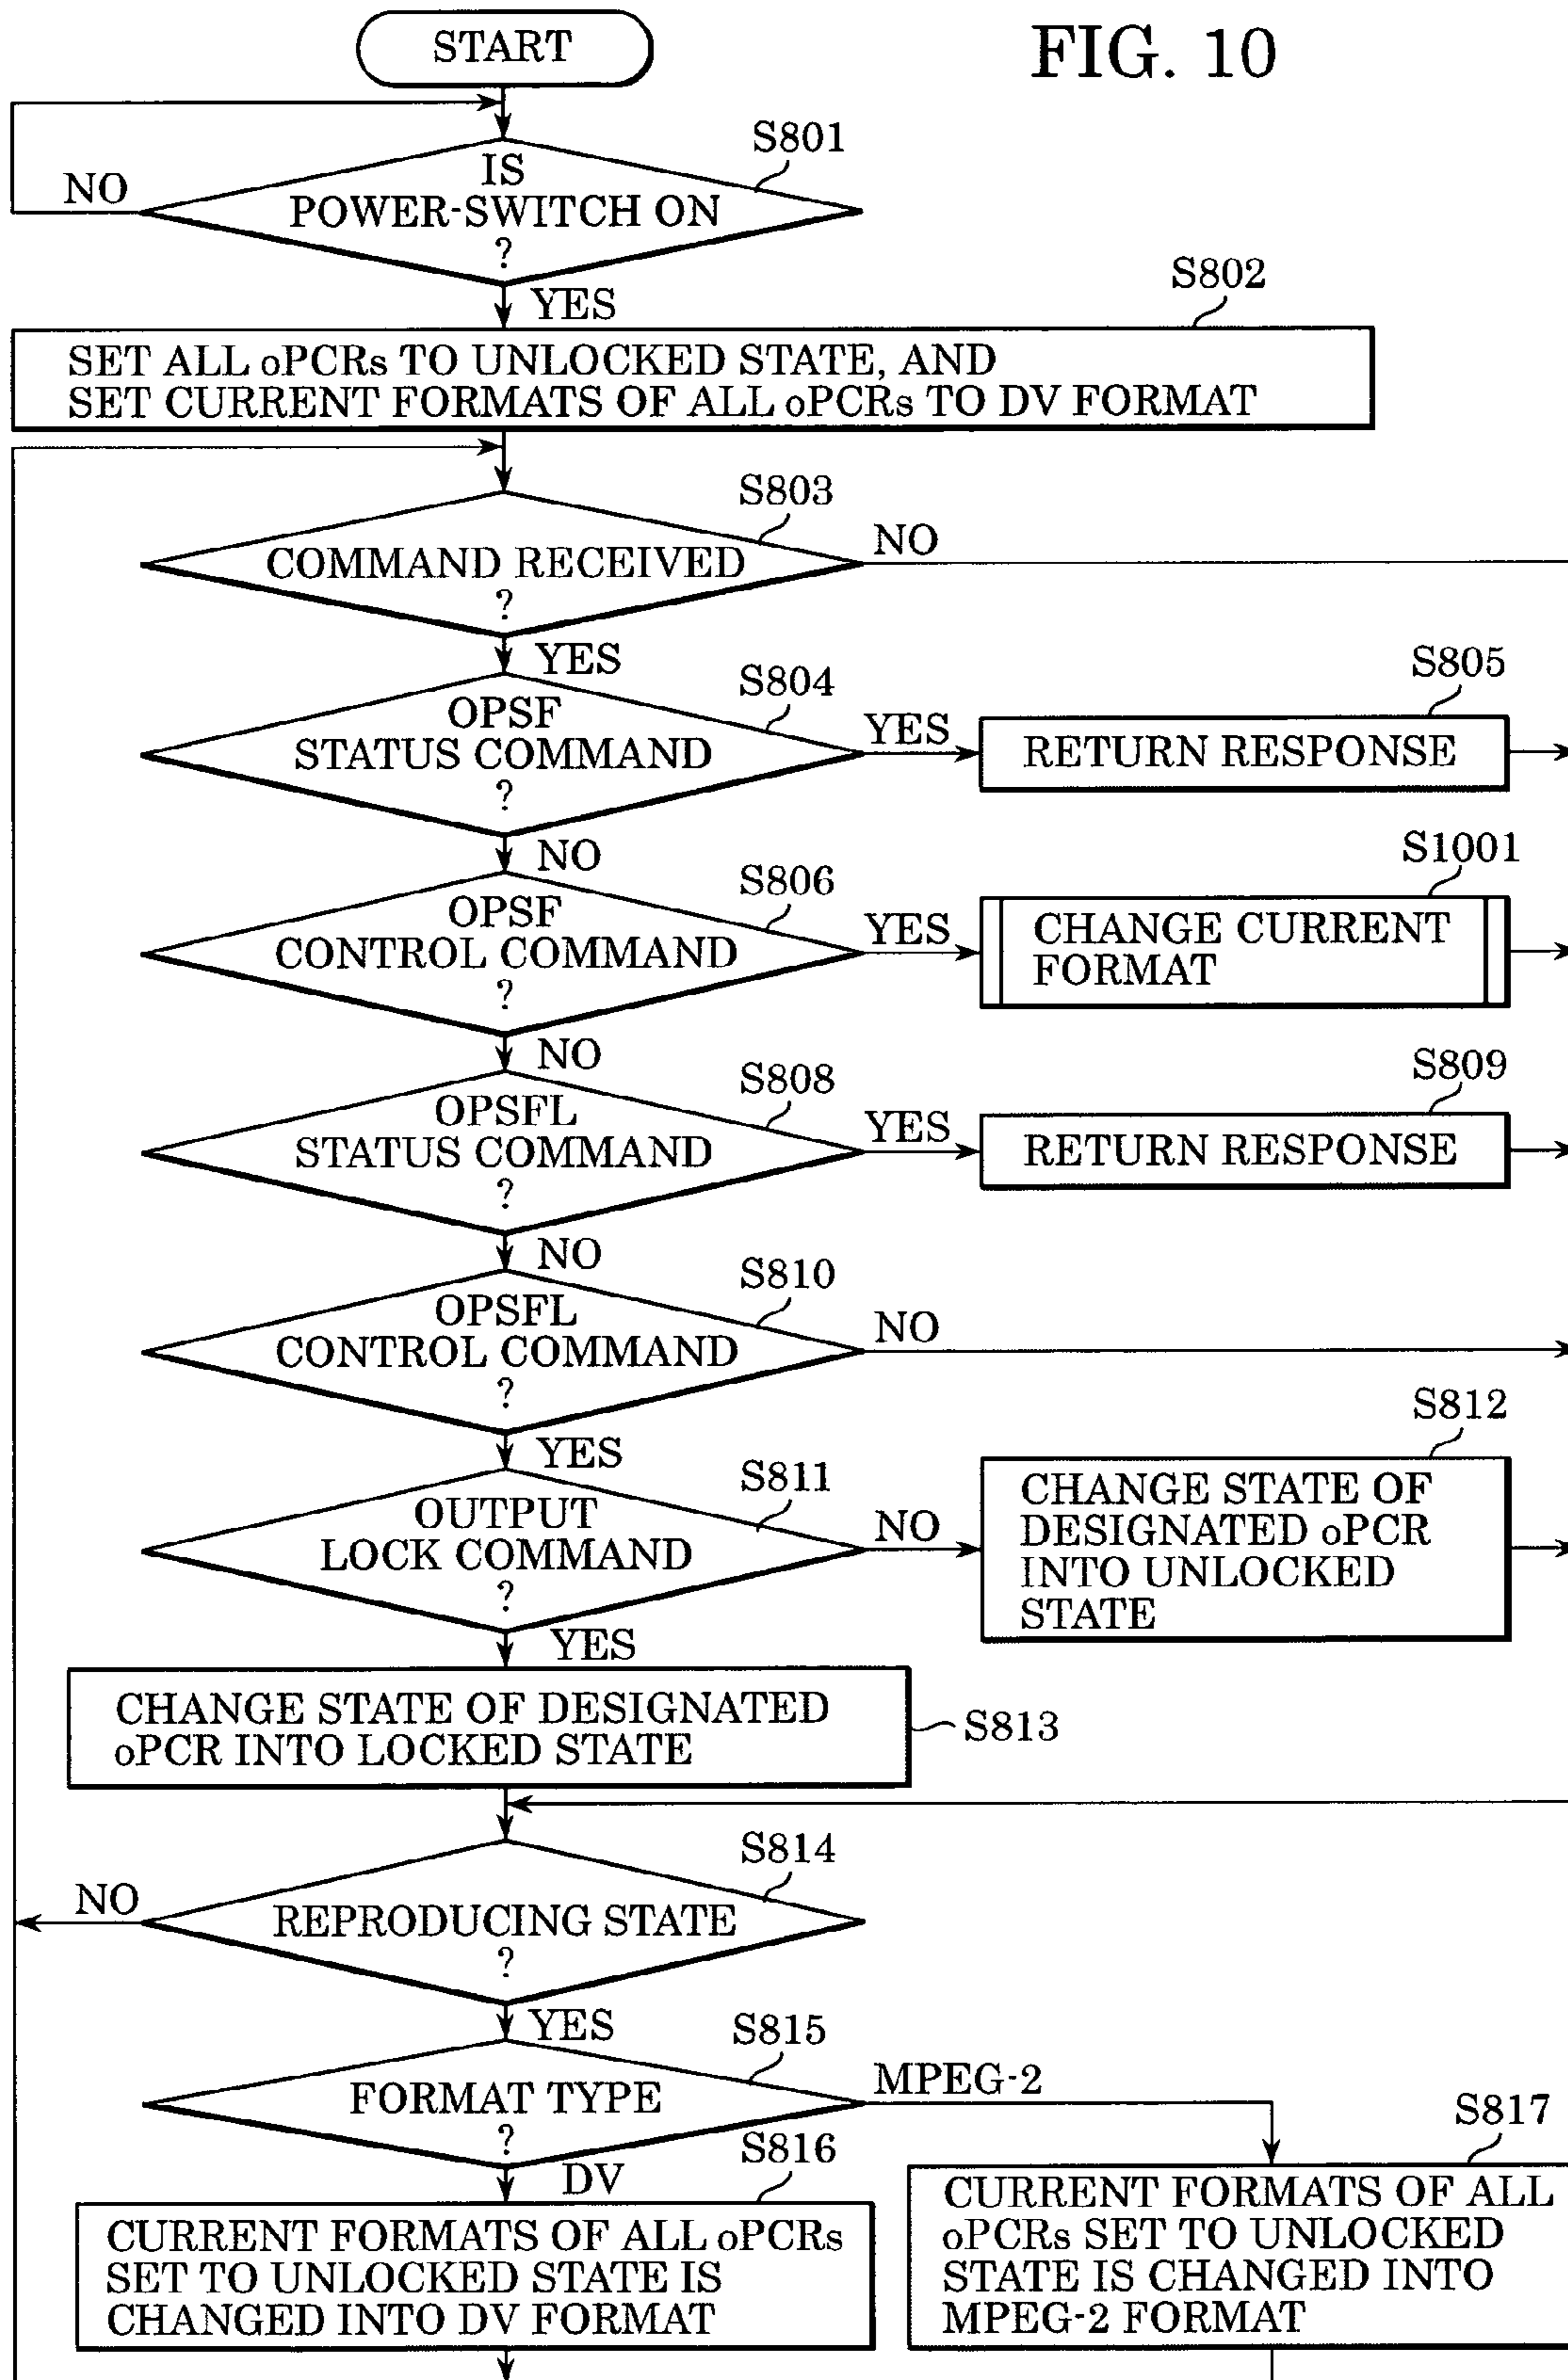 START
FIG. 10
S801
IS
POWER-SWITCH ON
?
NO
YES
S802
SET ALL oPCRs TO UNLOCKED STATE, AND
SET CURRENT FORMATS OF ALL oPCRs TO DV FORMAT
S803
COMMAND RECEIVED
?
NO
YES
S804
OPSF
STATUS COMMAND
?
YES
S805
RETURN RESPONSE
NO
S806
OPSF
CONTROL COMMAND
?
YES
S1001
CHANGE CURRENT
FORMAT
NO
S808
OPSFL
STATUS COMMAND
?
YES
S809
RETURN RESPONSE
NO
S810
OPSFL
CONTROL COMMAND
?
NO
YES
S811
OUTPUT
LOCK COMMAND
?
NO
S812
CHANGE STATE OF
DESIGNATED oPCR
INTO UNLOCKED
STATE
YES
CHANGE STATE OF DESIGNATED
oPCR INTO LOCKED STATE
S813
S814
REPRODUCING STATE
?
NO
YES
S815
FORMAT TYPE
?
MPEG-2
DV
S816
CURRENT FORMATS OF ALL oPCRs
SET TO UNLOCKED STATE IS
CHANGED INTO DV FORMAT
S817
CURRENT FORMATS OF ALL
oPCRs SET TO UNLOCKED
STATE IS CHANGED INTO
MPEG-2 FORMAT